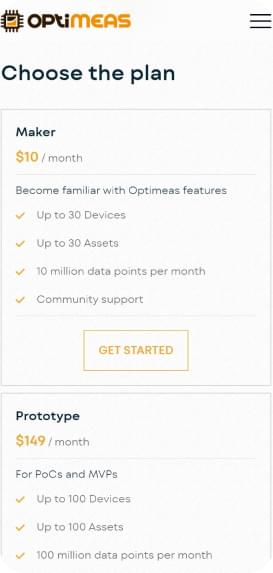 OPtiMEAS
Choose the plan
Maker
$10 / month
Become familiar with Optimeas features
Up to 30 Devices
Up to 30 Assets
10 million data points per month
Community support
GET STARTED
Prototype
$149 / month
For PoCs and MVPs
Up to 100 Devices
Up to 100 Assets
100 million data points per month